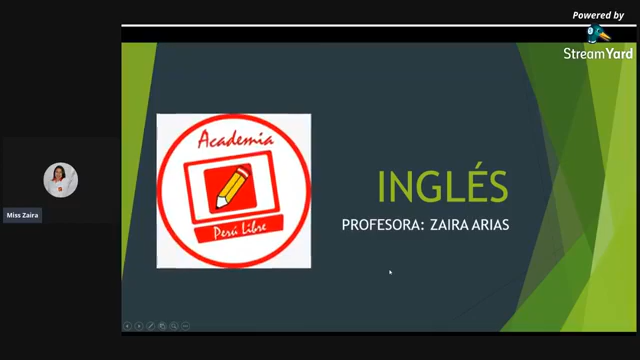 Powered by
StreamYard
Academia
Perú Libre
INGLÉS
PROFESORA: ZAIRA ARIAS
Miss Zaira